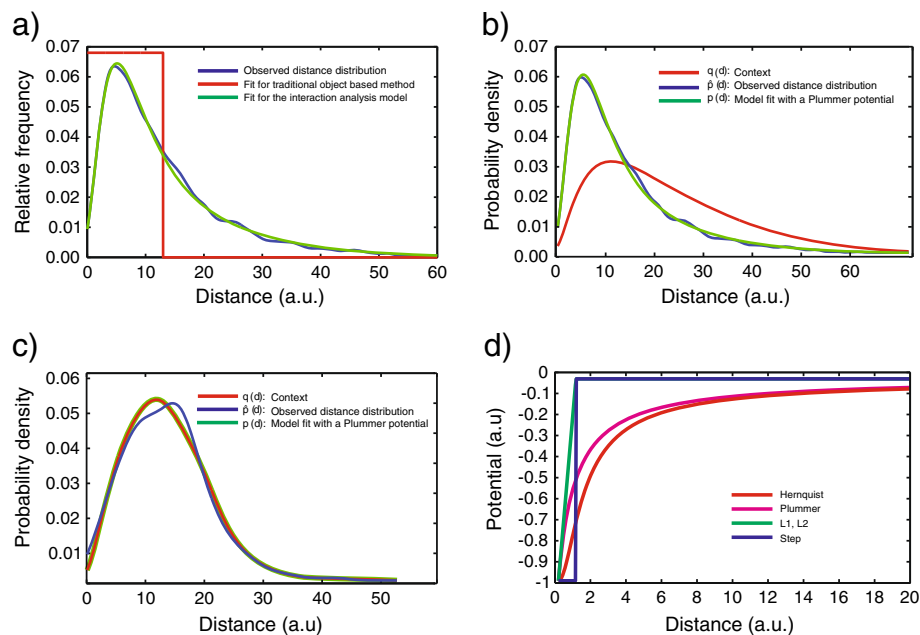 a)
0.07
0.06
0.05
0.04
0.03
0.02
0.01
0.00
0 10 20 30 40 50 60
Relative frequency
Distance (a.u.)
Observed distance distribution
Fit for traditional object based method
Fit for the interaction analysis model
b)
0.07
0.06
0.05
0.04
0.03
0.02
0.01
0
0 10 20 30 40 50 60
Probability density
Distance (a.u.)
q (d): Context
p̂ (d): Observed distance distribution
p (d): Model fit with a Plummer potential
c)
0.06
0.05
0.04
0.03
0.02
0.01
0 10 20 30 40 50
Probability density
Distance (a.u)
q (d): Context
p̂ (d): Observed distance distribution
p (d): Model fit with a Plummer potential
d)
0
-0.1
-0.2
-0.3
-0.4
-0.5
-0.6
-0.7
-0.8
-0.9
-1
0 2 4 6 8 10 12 14 16 18 20
Potential (a.u)
Distance (a.u.)
Hernquist
Plummer
L1, L2
Step